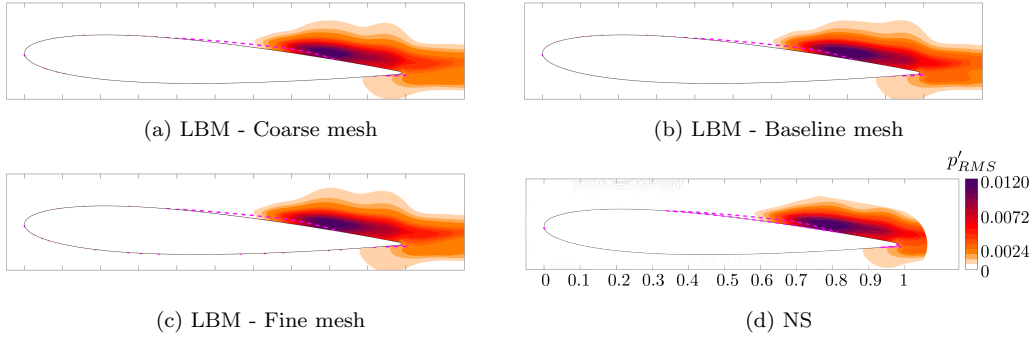 (a) LBM - Coarse mesh
(b) LBM - Baseline mesh
p′RMS
0.0120
0.0072
0.0024
0
0 0.1 0.2 0.3 0.4 0.5 0.6 0.7 0.8 0.9 1
(c) LBM - Fine mesh
(d) NS